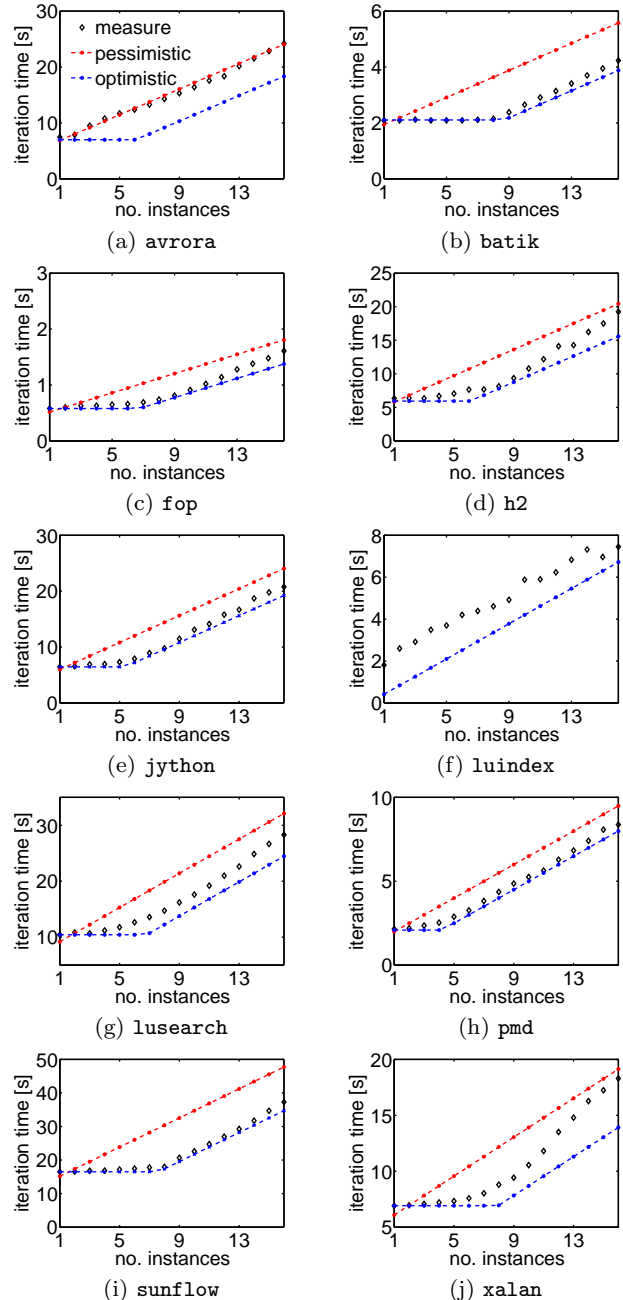 30
20
10
0
iteration time [s]
measure
pessimistic
optimistic
1 5 9 13
no. instances
(a) avrora
6
4
2
0
iteration time [s]
1 5 9 13
no. instances
(b) batik
3
2
1
0
iteration time [s]
1 5 9 13
no. instances
(c) fop
25
20
15
10
5
0
iteration time [s]
1 5 9 13
no. instances
(d) h2
30
20
10
0
iteration time [s]
1 5 9 13
no. instances
(e) jython
8
6
4
2
0
iteration time [s]
1 5 9 13
no. instances
(f) luindex
30
20
10
iteration time [s]
1 5 9 13
no. instances
(g) lusearch
10
5
0
iteration time [s]
1 5 9 13
no. instances
(h) pmd
50
40
30
20
10
0
iteration time [s]
1 5 9 13
no. instances
(i) sunflow
20
15
10
5
iteration time [s]
1 5 9 13
no. instances
(j) xalan